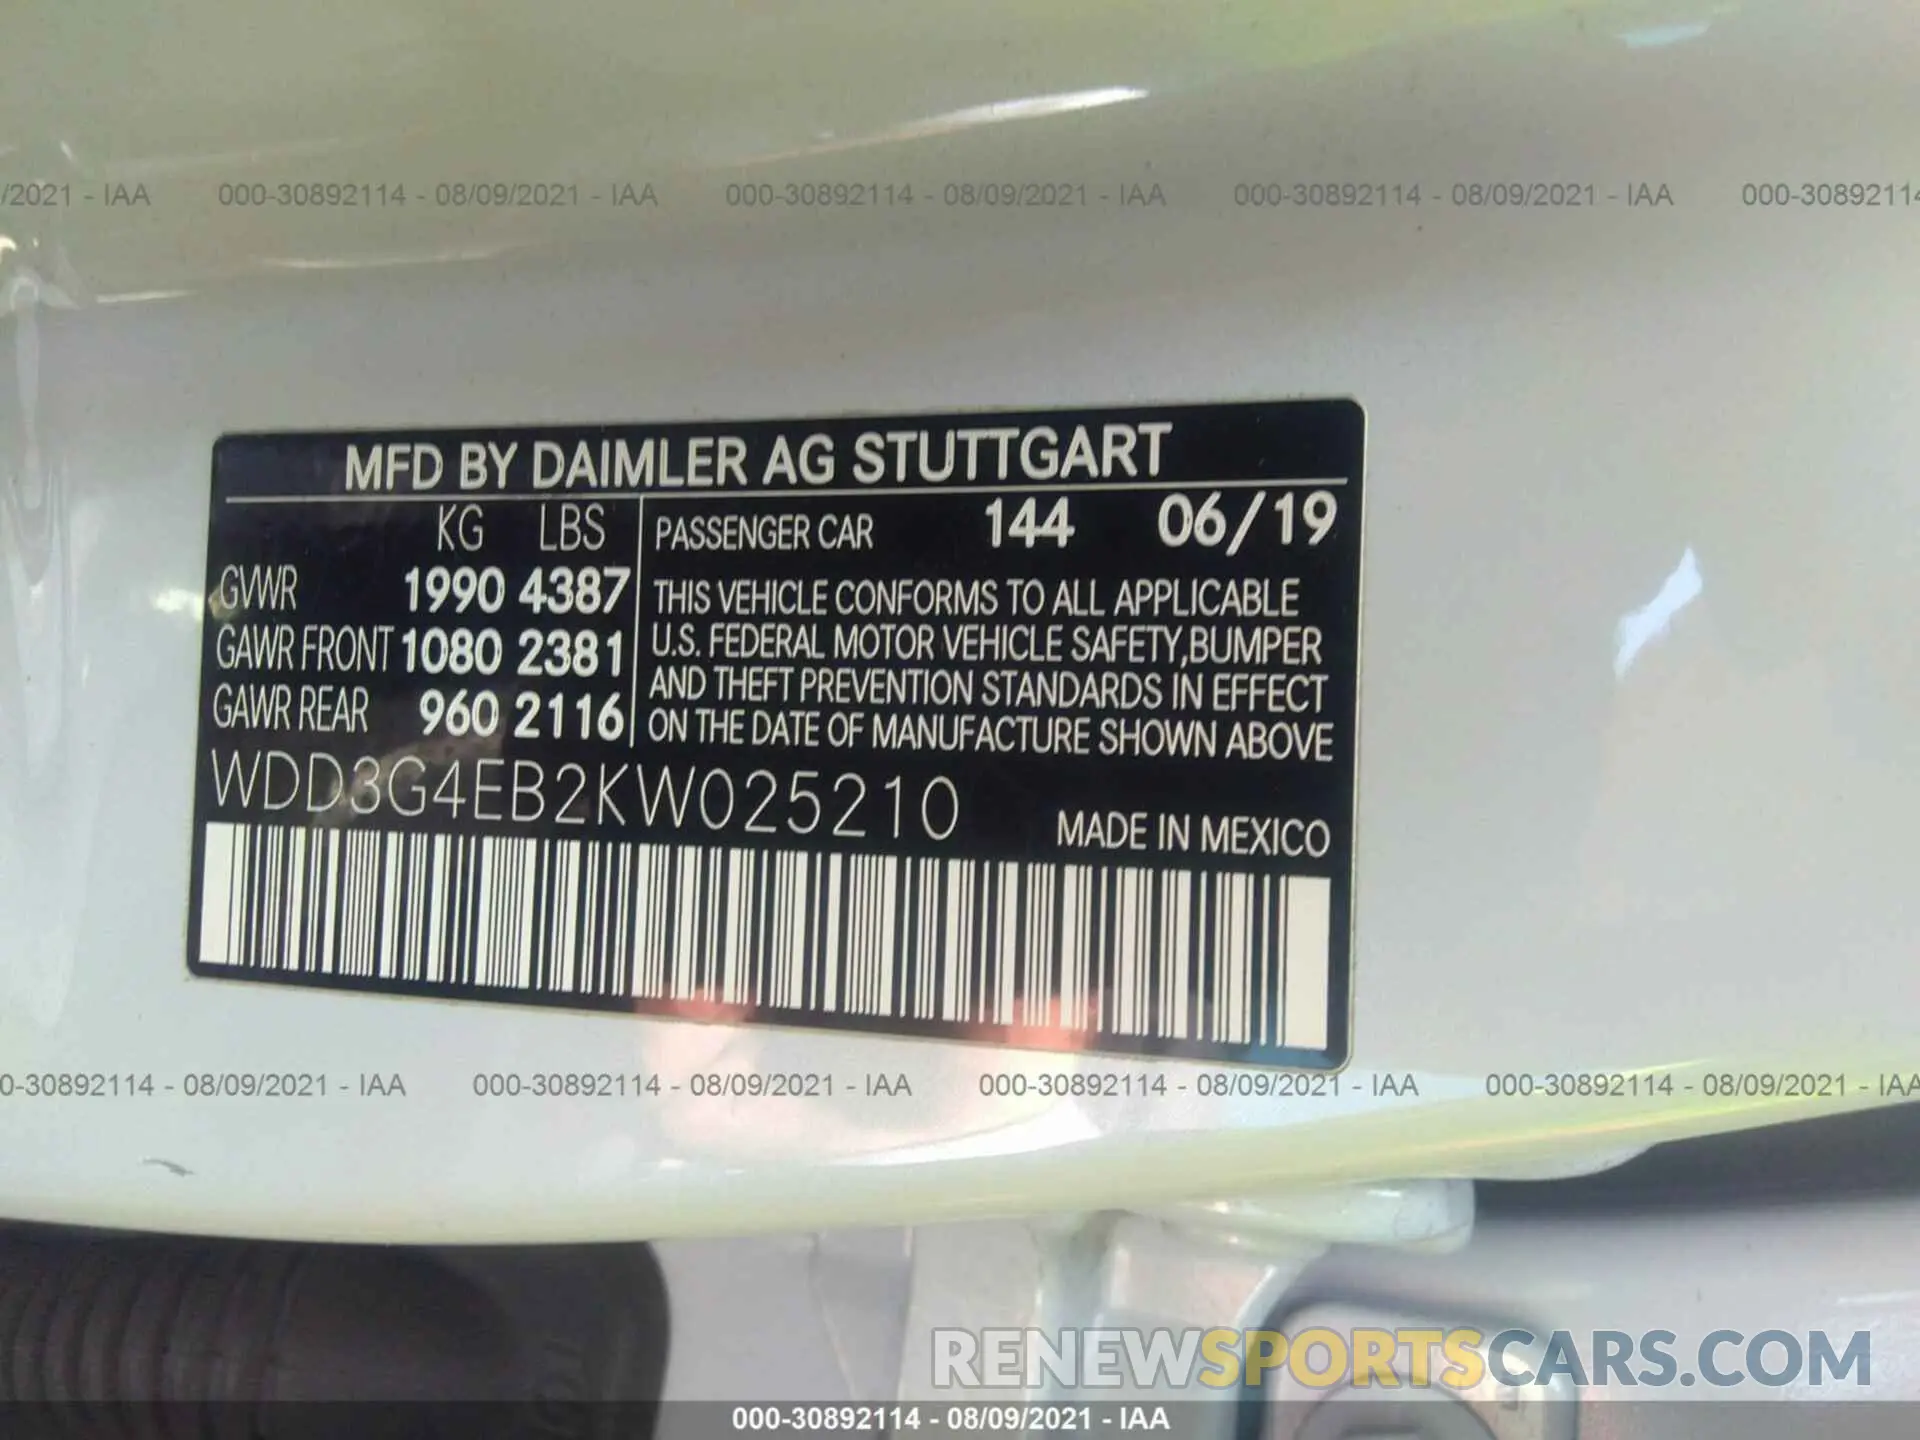 /2021 - IAA 000-30892114 - 08/09/2021 - IAA 000-30892114 - 08/09/2021 - IAA 000-30892114 - 08/09/2021 - IAA 000-30892114
MFD BY DAIMLER AG STUTTGART
KG LBS PASSENGER CAR 144 06/19
GVWR 1990 4387
GAWR FRONT 1080 2381
GAWR REAR 960 2116
THIS VEHICLE CONFORMS TO ALL APPLICABLE
U.S. FEDERAL MOTOR VEHICLE SAFETY,BUMPER
AND THEFT PREVENTION STANDARDS IN EFFECT
ON THE DATE OF MANUFACTURE SHOWN ABOVE
WDD3G4EB2KW025210
MADE IN MEXICO
0-30892114 - 08/09/2021 - IAA 000-30892114 - 08/09/2021 - IAA 000-30892114 - 08/09/2021 - IAA 000-30892114 - 08/09/2021 - IAA
RENEWSPORTSCARS.COM
000-30892114 - 08/09/2021 - IAA